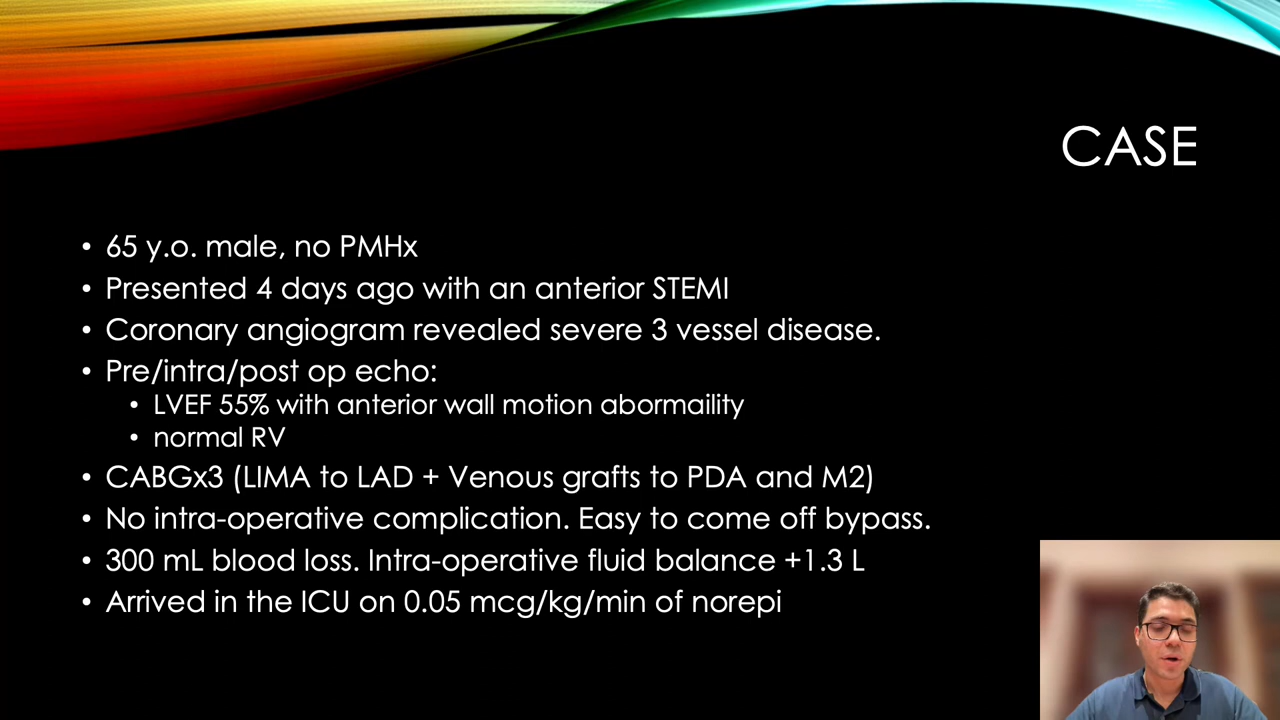 CASE
• 65 y.o. male, no PMHx
• Presented 4 days ago with an anterior STEMI
• Coronary angiogram revealed severe 3 vessel disease.
• Pre/intra/post op echo:
• LVEF 55% with anterior wall motion abormaility
• normal RV
• CABGx3 (LIMA to LAD + Venous grafts to PDA and M2)
• No intra-operative complication. Easy to come off bypass.
• 300 mL blood loss. Intra-operative fluid balance +1.3 L
• Arrived in the ICU on 0.05 mcg/kg/min of norepi